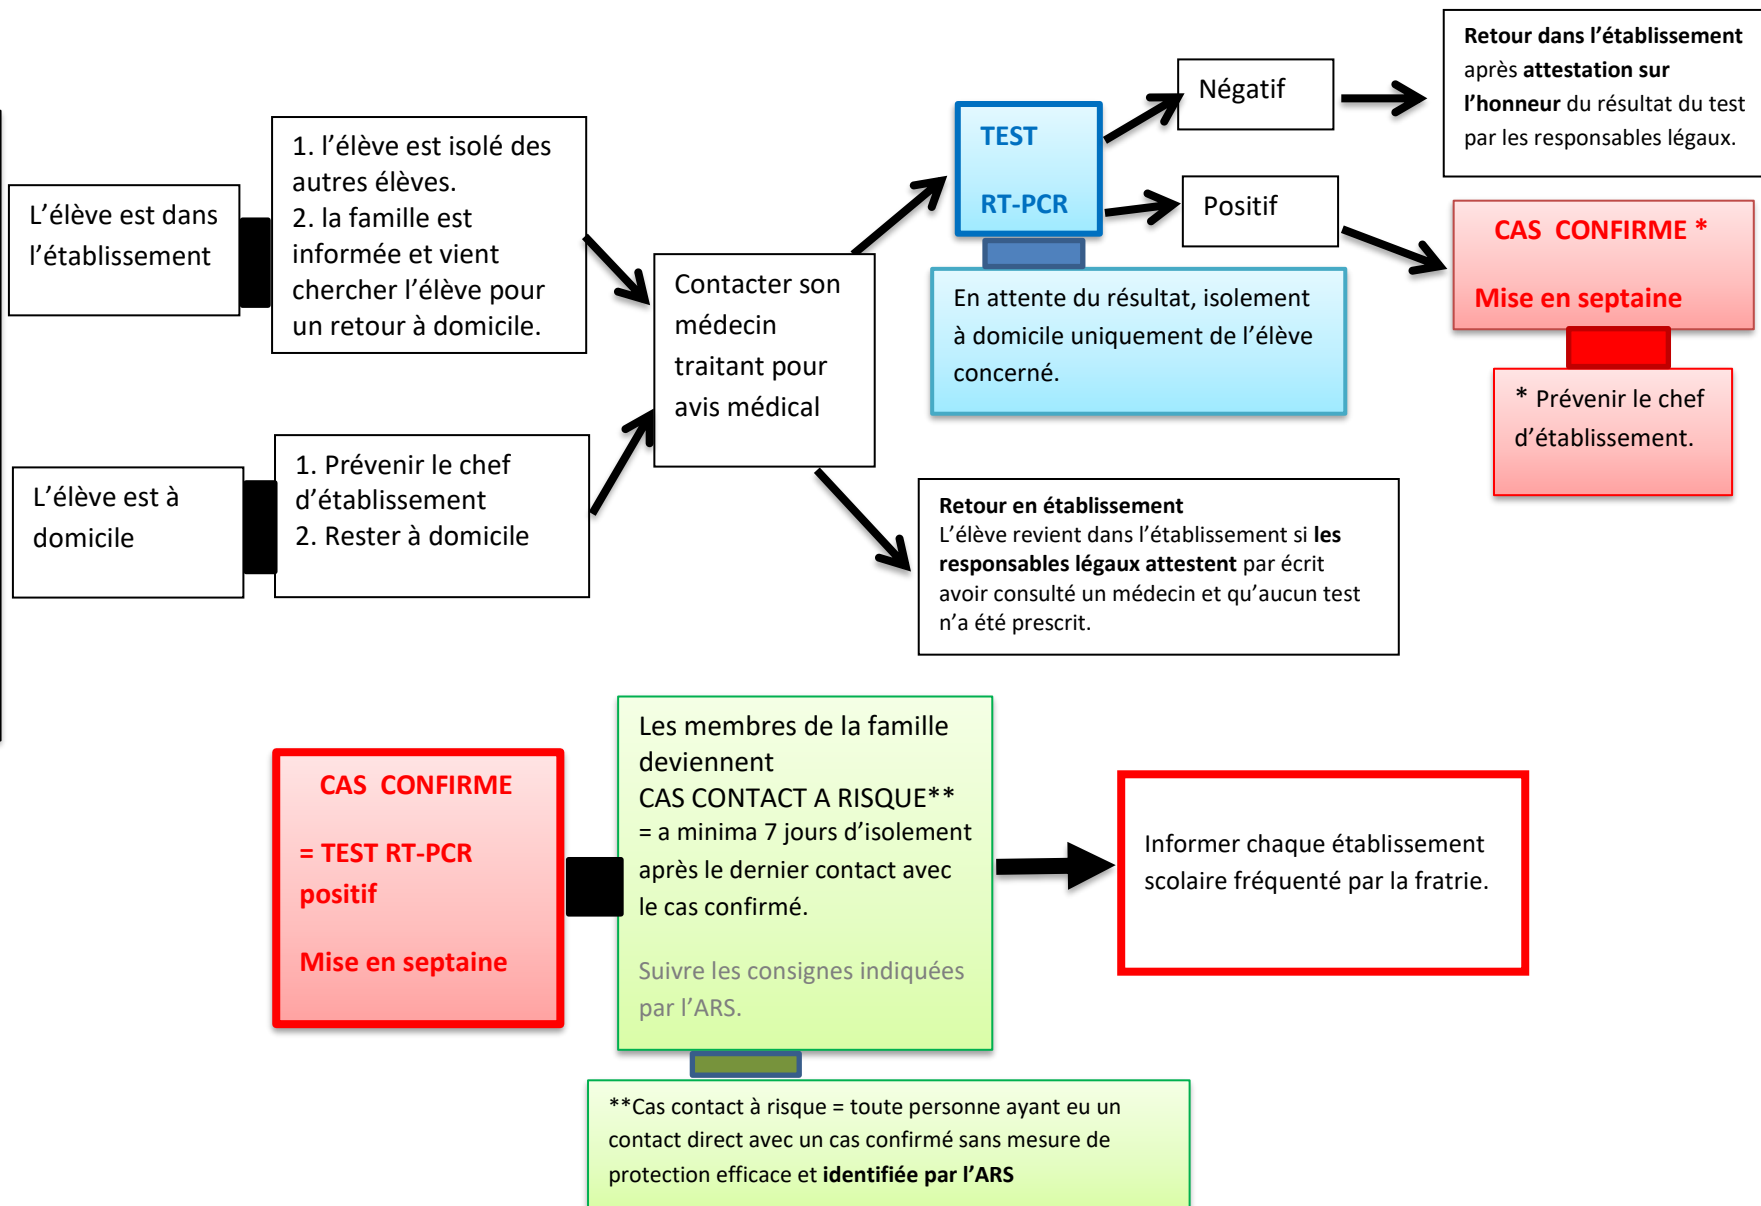 L’élève est dans
l’établissement
1. l’élève est isolé des
autres élèves.
2. la famille est
informée et vient
chercher l’élève pour
un retour à domicile.
L’élève est à
domicile
1. Prévenir le chef
d’établissement
2. Rester à domicile
Contacter son
médecin
traitant pour
avis médical
TEST
RT-PCR
En attente du résultat, isolement
à domicile uniquement de l’élève
concerné.
Négatif
Positif
Retour dans l’établissement
après attestation sur
l’honneur du résultat du test
par les responsables légaux.
CAS CONFIRME *
Mise en septaine
* Prévenir le chef
d’établissement.
Retour en établissement
L’élève revient dans l’établissement si les
responsables légaux attestent par écrit
avoir consulté un médecin et qu’aucun test
n’a été prescrit.
CAS CONFIRME
= TEST RT-PCR
positif
Mise en septaine
Les membres de la famille
deviennent
CAS CONTACT A RISQUE**
= a minima 7 jours d’isolement
après le dernier contact avec
le cas confirmé.
Suivre les consignes indiquées
par l’ARS.
Informer chaque établissement
scolaire fréquenté par la fratrie.
**Cas contact à risque = toute personne ayant eu un
contact direct avec un cas confirmé sans mesure de
protection efficace et identifiée par l’ARS